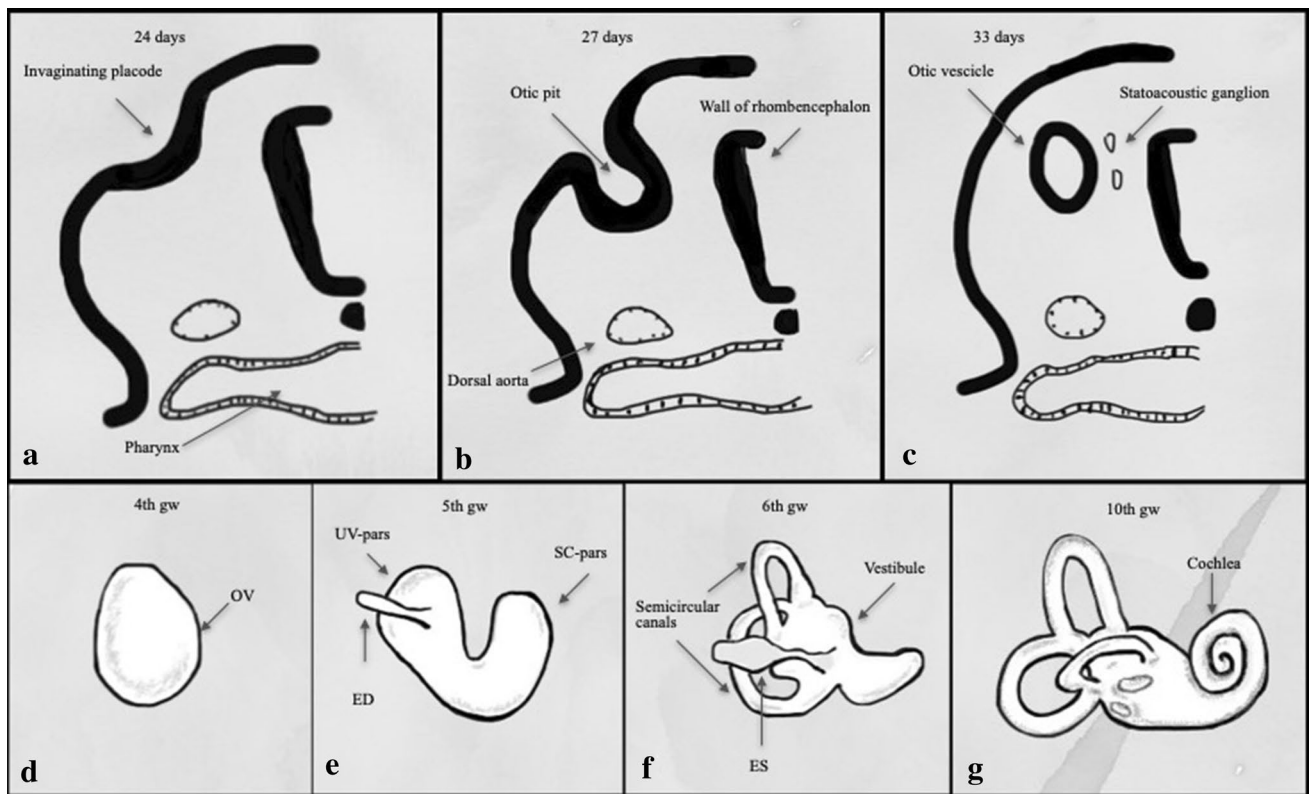 24 days
Invaginating placode
Pharynx
a
27 days
Otic pit
Wall of rhombencephalon
Dorsal aorta
b
33 days
Otic vescicle
Statoacoustic ganglion
c
4th gw
OV
d
5th gw
UV-pars
SC-pars
ED
e
6th gw
Vestibule
Semicircular
canals
ES
f
10th gw
Cochlea
g